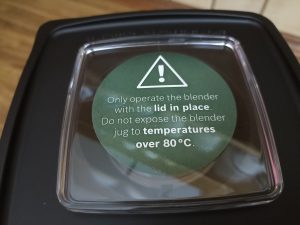 Only operate the blender
with the lid in place.
Do not expose the blender
jug to temperatures
over 80°C.